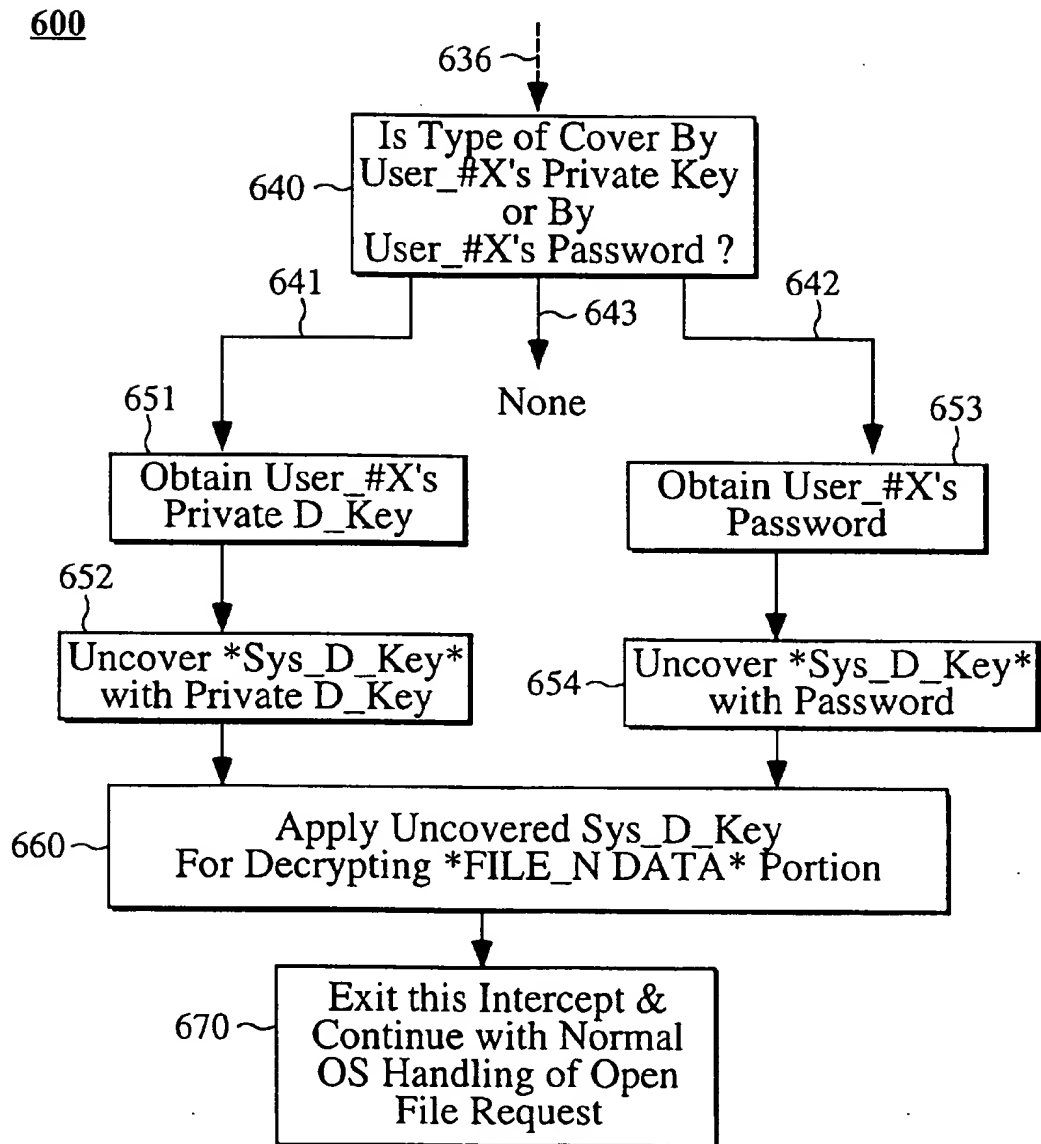 600
636
Is Type of Cover By
User_#X's Private Key
or By
User_#X's Password ?
640
641
643
642
None
651
Obtain User_#X's
Private D_Key
653
Obtain User_#X's
Password
652
Uncover *Sys_D_Key*
with Private D_Key
654
Uncover *Sys_D_Key*
with Password
660
Apply Uncovered Sys_D_Key
For Decrypting *FILE_N DATA* Portion
670
Exit this Intercept &
Continue with Normal
OS Handling of Open
File Request